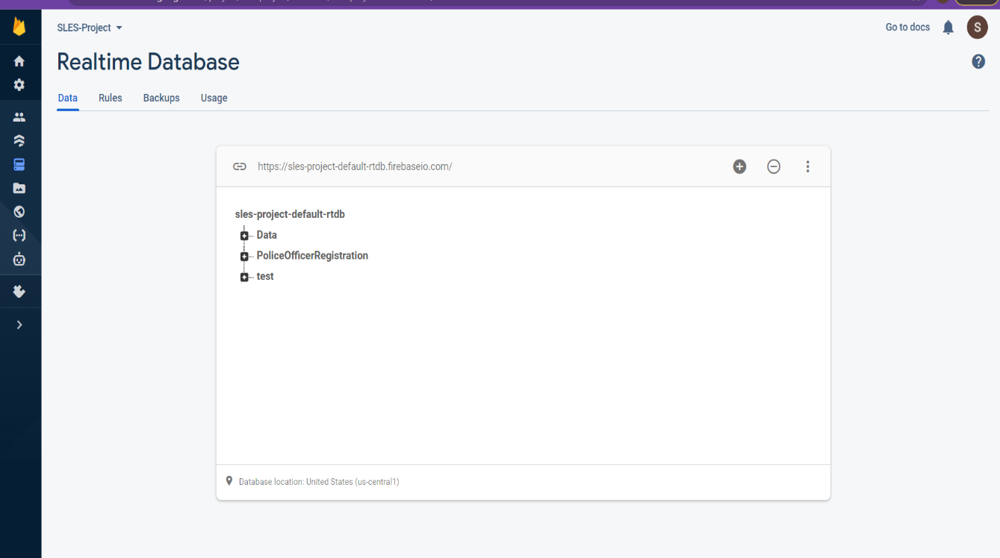 SLES-Project
Go to docs
S
Realtime Database
?
Data Rules Backups Usage
https://sles-project-default-rtdb.firebaseio.com/
sles-project-default-rtdb
Data
PoliceOfficerRegistration
test
Database location: United States (us-central1)